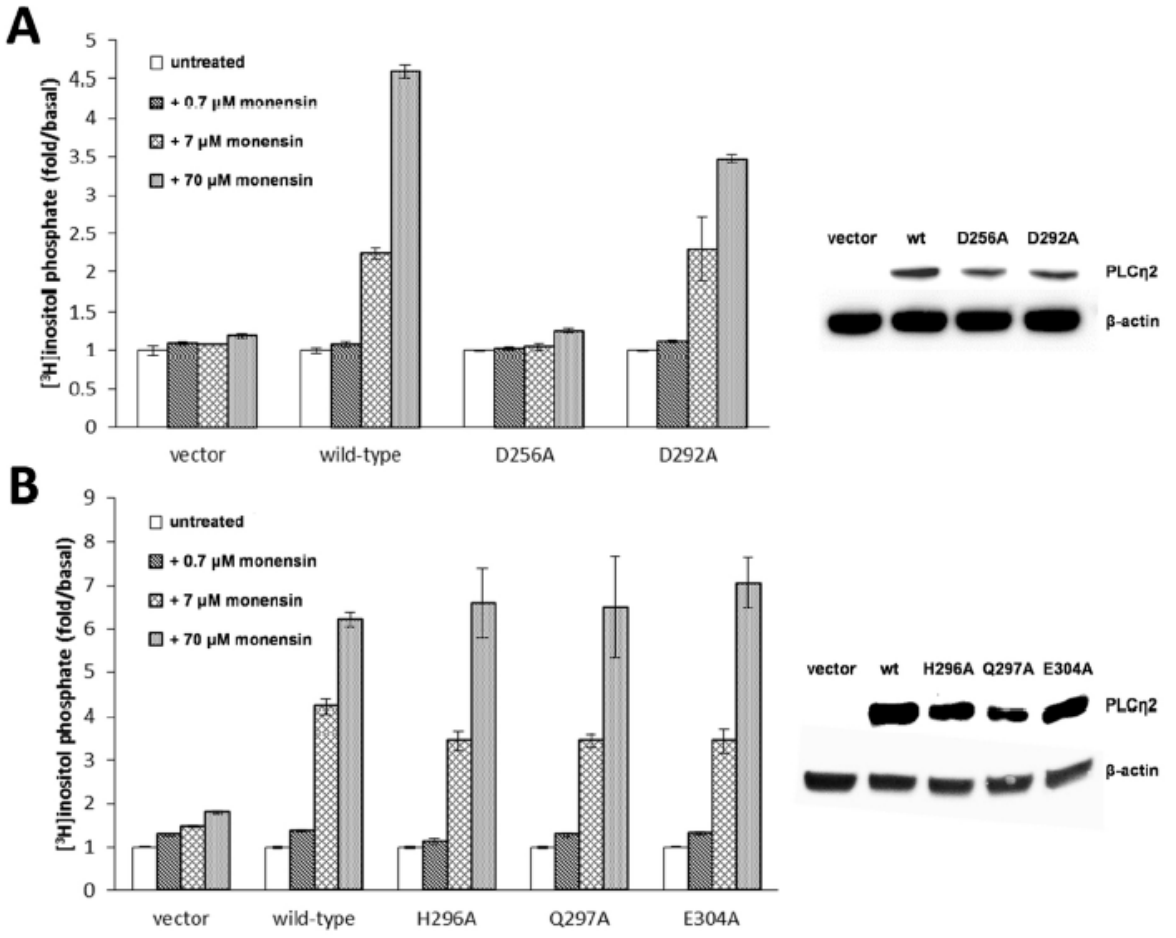 A
[³H]inositol phosphate (fold/basal)
5
4.5
4
3.5
3
2.5
2
1.5
1
0.5
0
untreated
+ 0.7 µM monensin
+ 7 µM monensin
+ 70 µM monensin
vector wild-type D256A D292A
vector wt D256A D292A
PLCη2
β-actin
B
[³H]inositol phosphate (fold/basal)
9
8
7
6
5
4
3
2
1
0
untreated
+ 0.7 µM monensin
+ 7 µM monensin
+ 70 µM monensin
vector wild-type H296A Q297A E304A
vector wt H296A Q297A E304A
PLCη2
β-actin